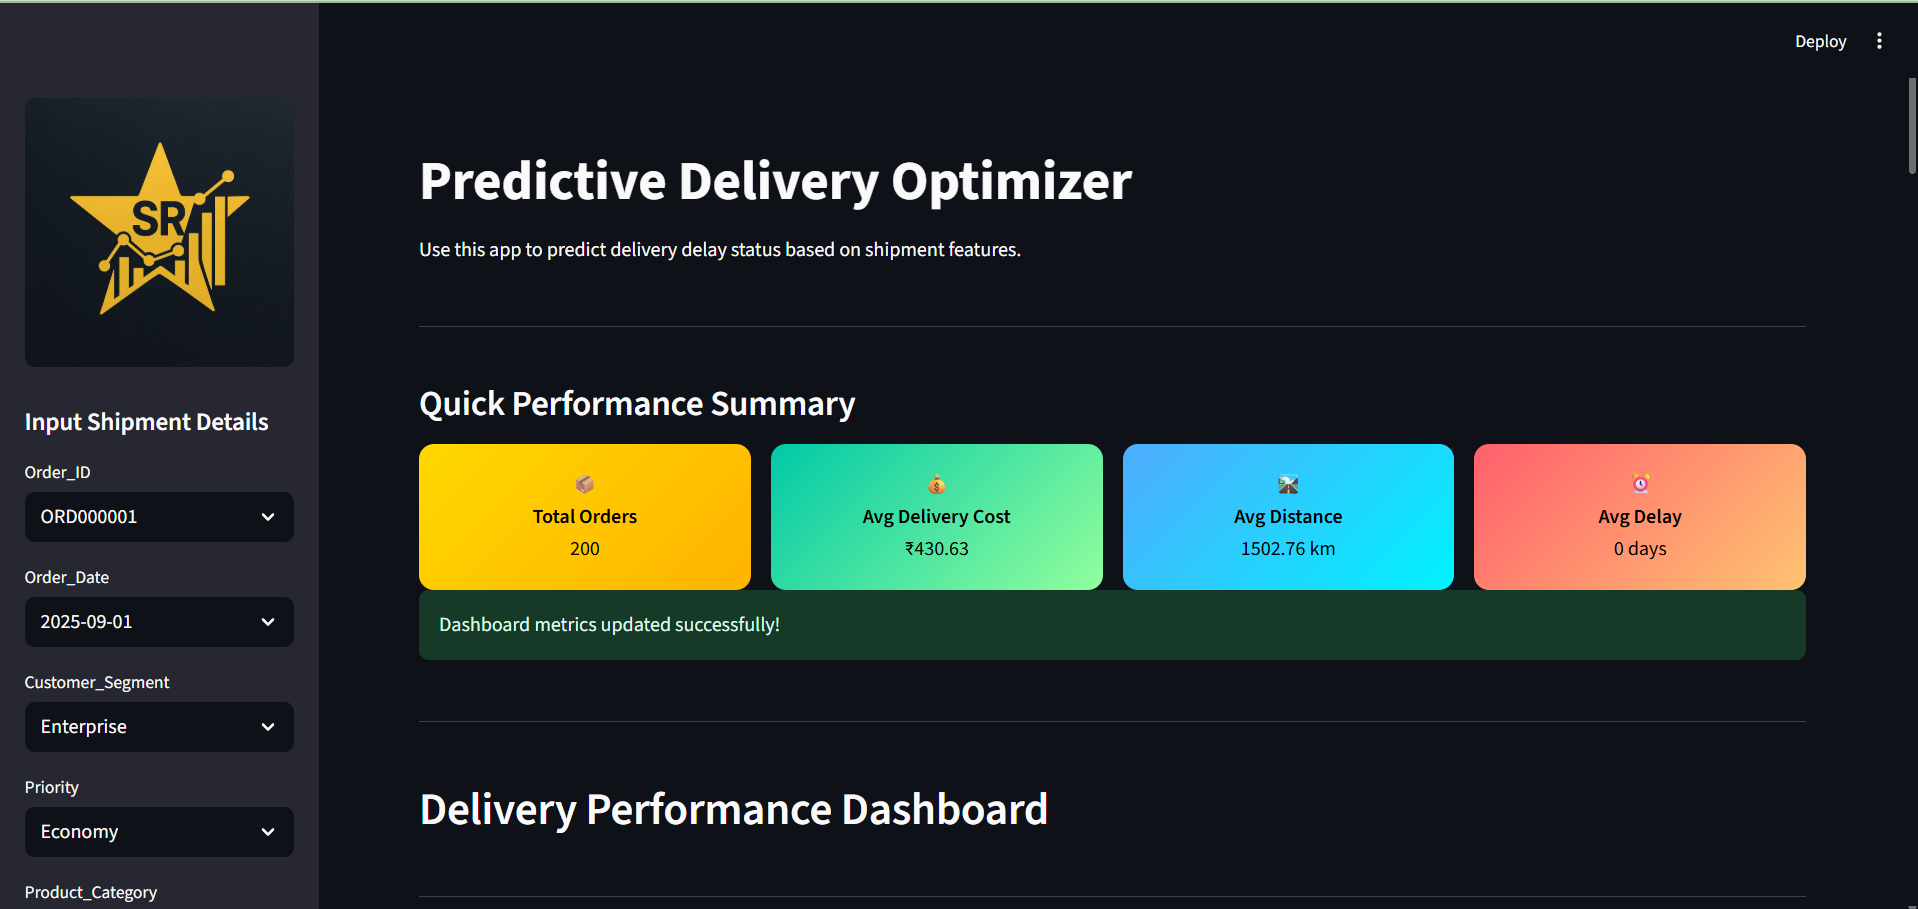 Deploy
SR
Input Shipment Details
Order_ID
ORD000001
Order_Date
2025-09-01
Customer_Segment
Enterprise
Priority
Economy
Product_Category
Predictive Delivery Optimizer
Use this app to predict delivery delay status based on shipment features.
Quick Performance Summary
Total Orders
200
Avg Delivery Cost
₹430.63
Avg Distance
1502.76 km
Avg Delay
0 days
Dashboard metrics updated successfully!
Delivery Performance Dashboard